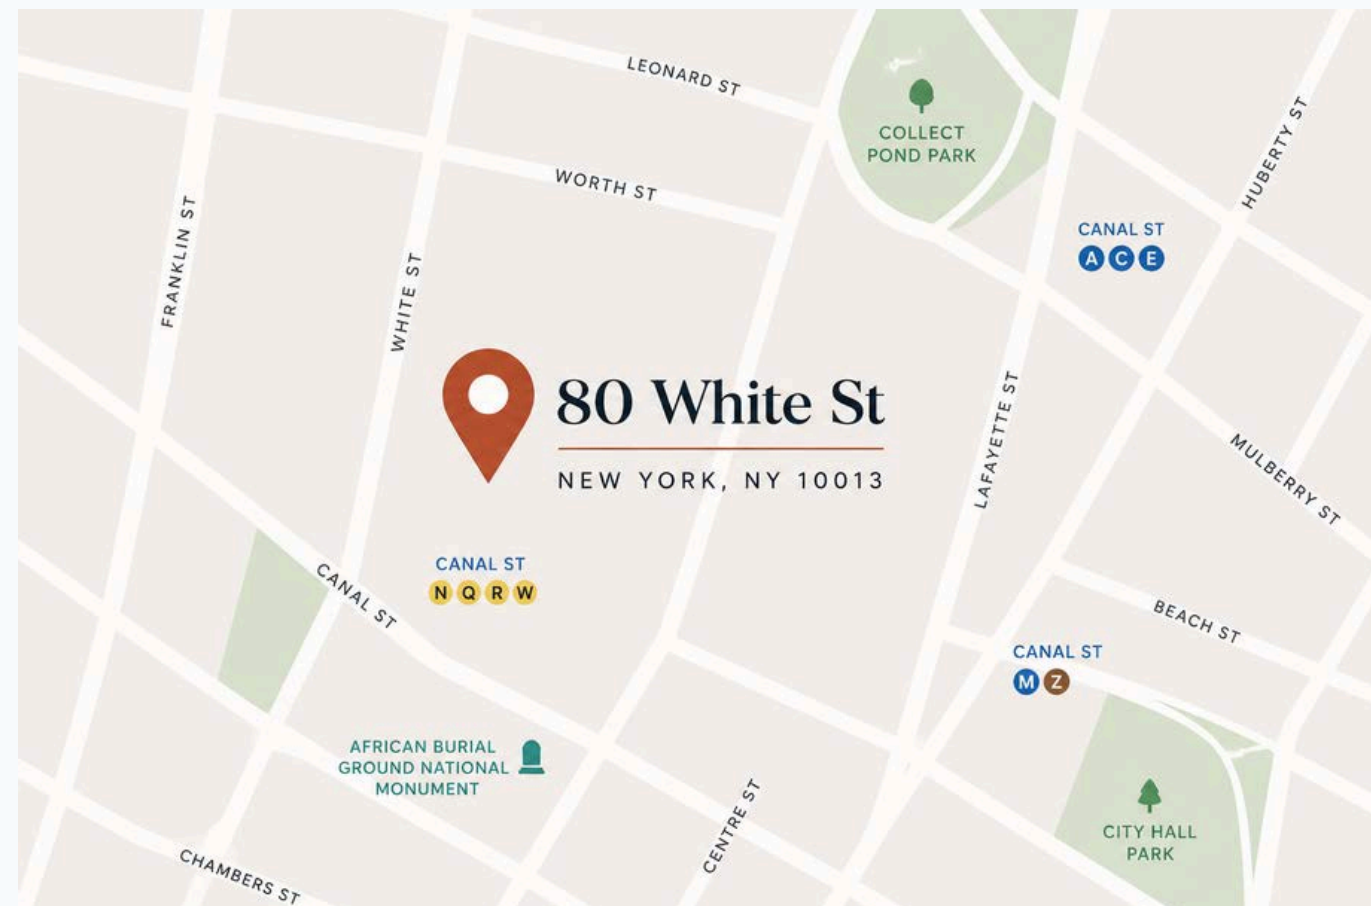 LEONARD ST
COLLECT
POND PARK
HUBERTY ST
WORTH ST
FRANKLIN ST
WHITE ST
CANAL ST
A C E
80 White St
NEW YORK, NY 10013
LAFAYETTE ST
MULBERRY ST
CANAL ST
N Q R W
CANAL ST
BEACH ST
CANAL ST
M Z
AFRICAN BURIAL
GROUND NATIONAL
MONUMENT
CENTRE ST
CITY HALL
PARK
CHAMBERS ST